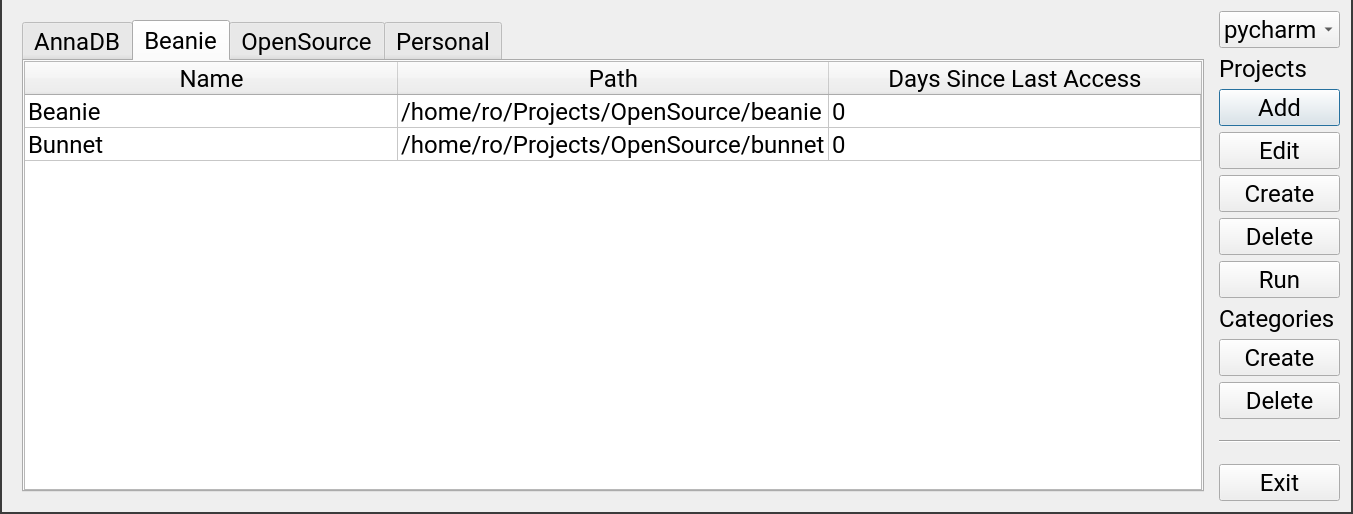 AnnaDB Beanie OpenSource Personal
Name Path Days Since Last Access
Beanie /home/ro/Projects/OpenSource/beanie 0
Bunnet /home/ro/Projects/OpenSource/bunnet 0
pycharm
Projects
Add
Edit
Create
Delete
Run
Categories
Create
Delete
Exit